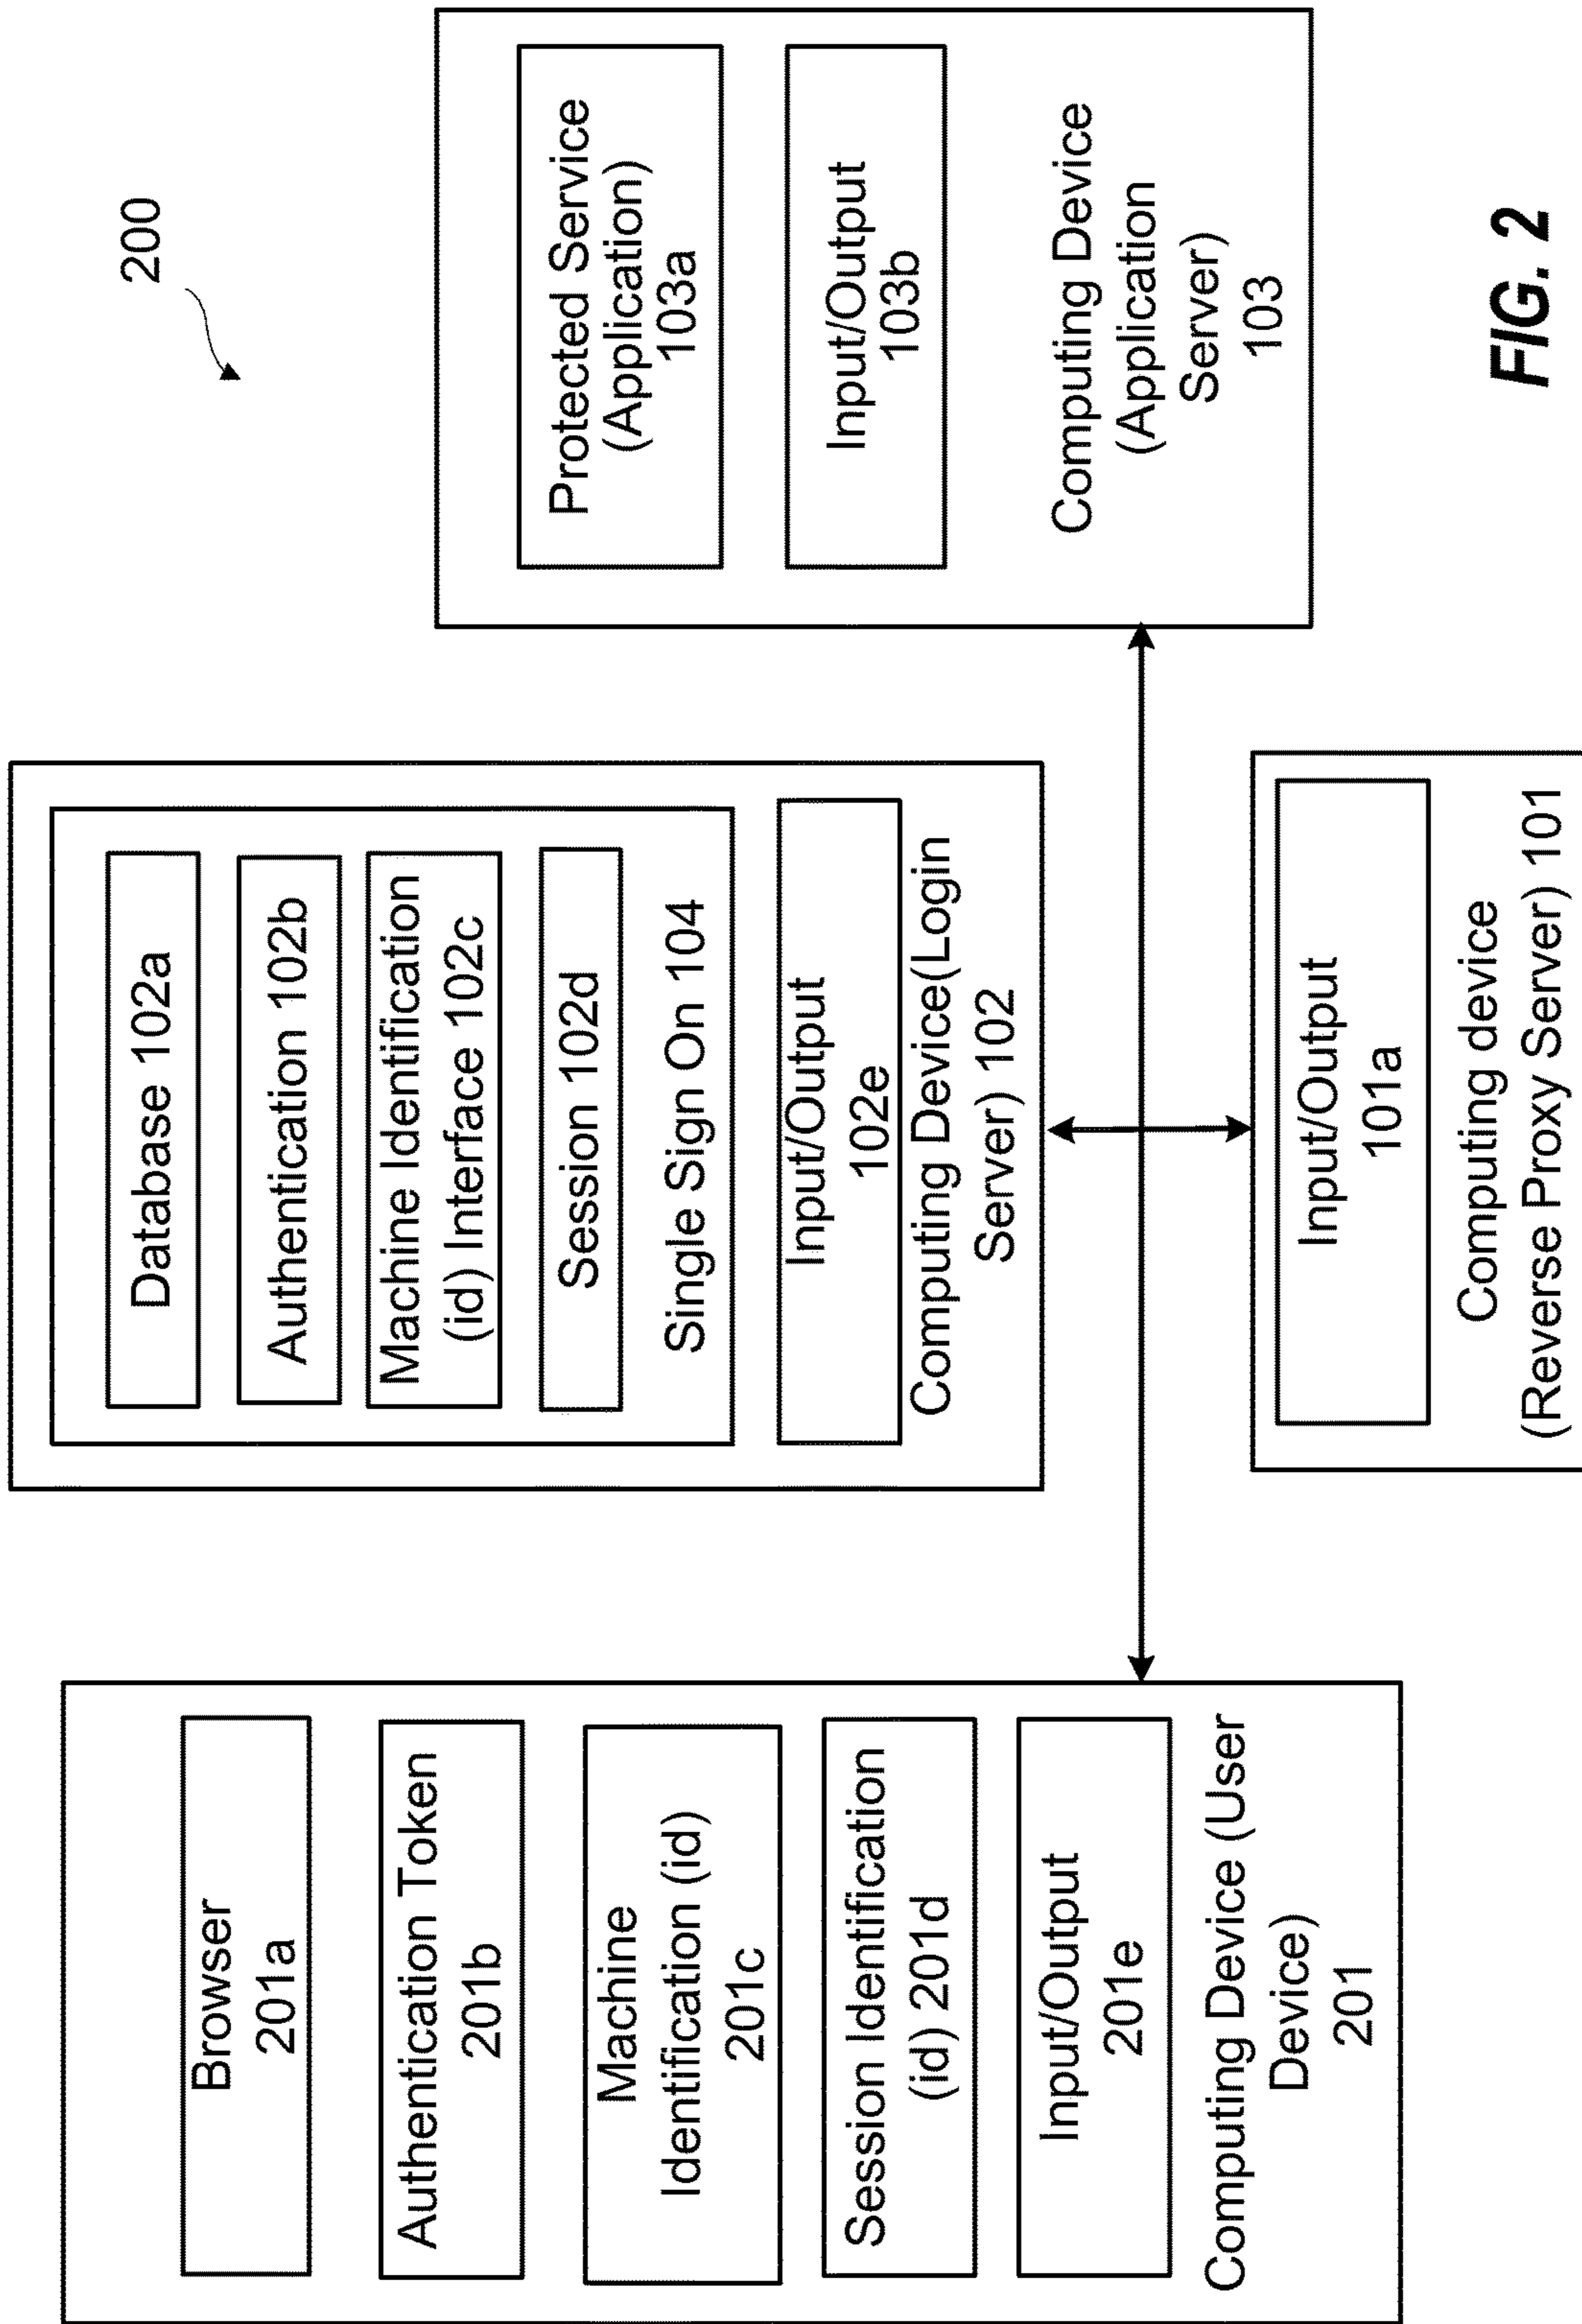 200
Browser
201a
Authentication Token
201b
Machine
Identification (id)
201c
Session Identification
(id) 201d
Input/Output
201e
Computing Device (User
Device)
201
Database 102a
Authentication 102b
Machine Identification
(id) Interface 102c
Session 102d
Single Sign On 104
Input/Output
102e
Computing Device(Login
Server) 102
Input/Output
101a
Computing device
(Reverse Proxy Server) 101
Protected Service
(Application)
103a
Input/Output
103b
Computing Device
(Application
Server)
103
FIG. 2